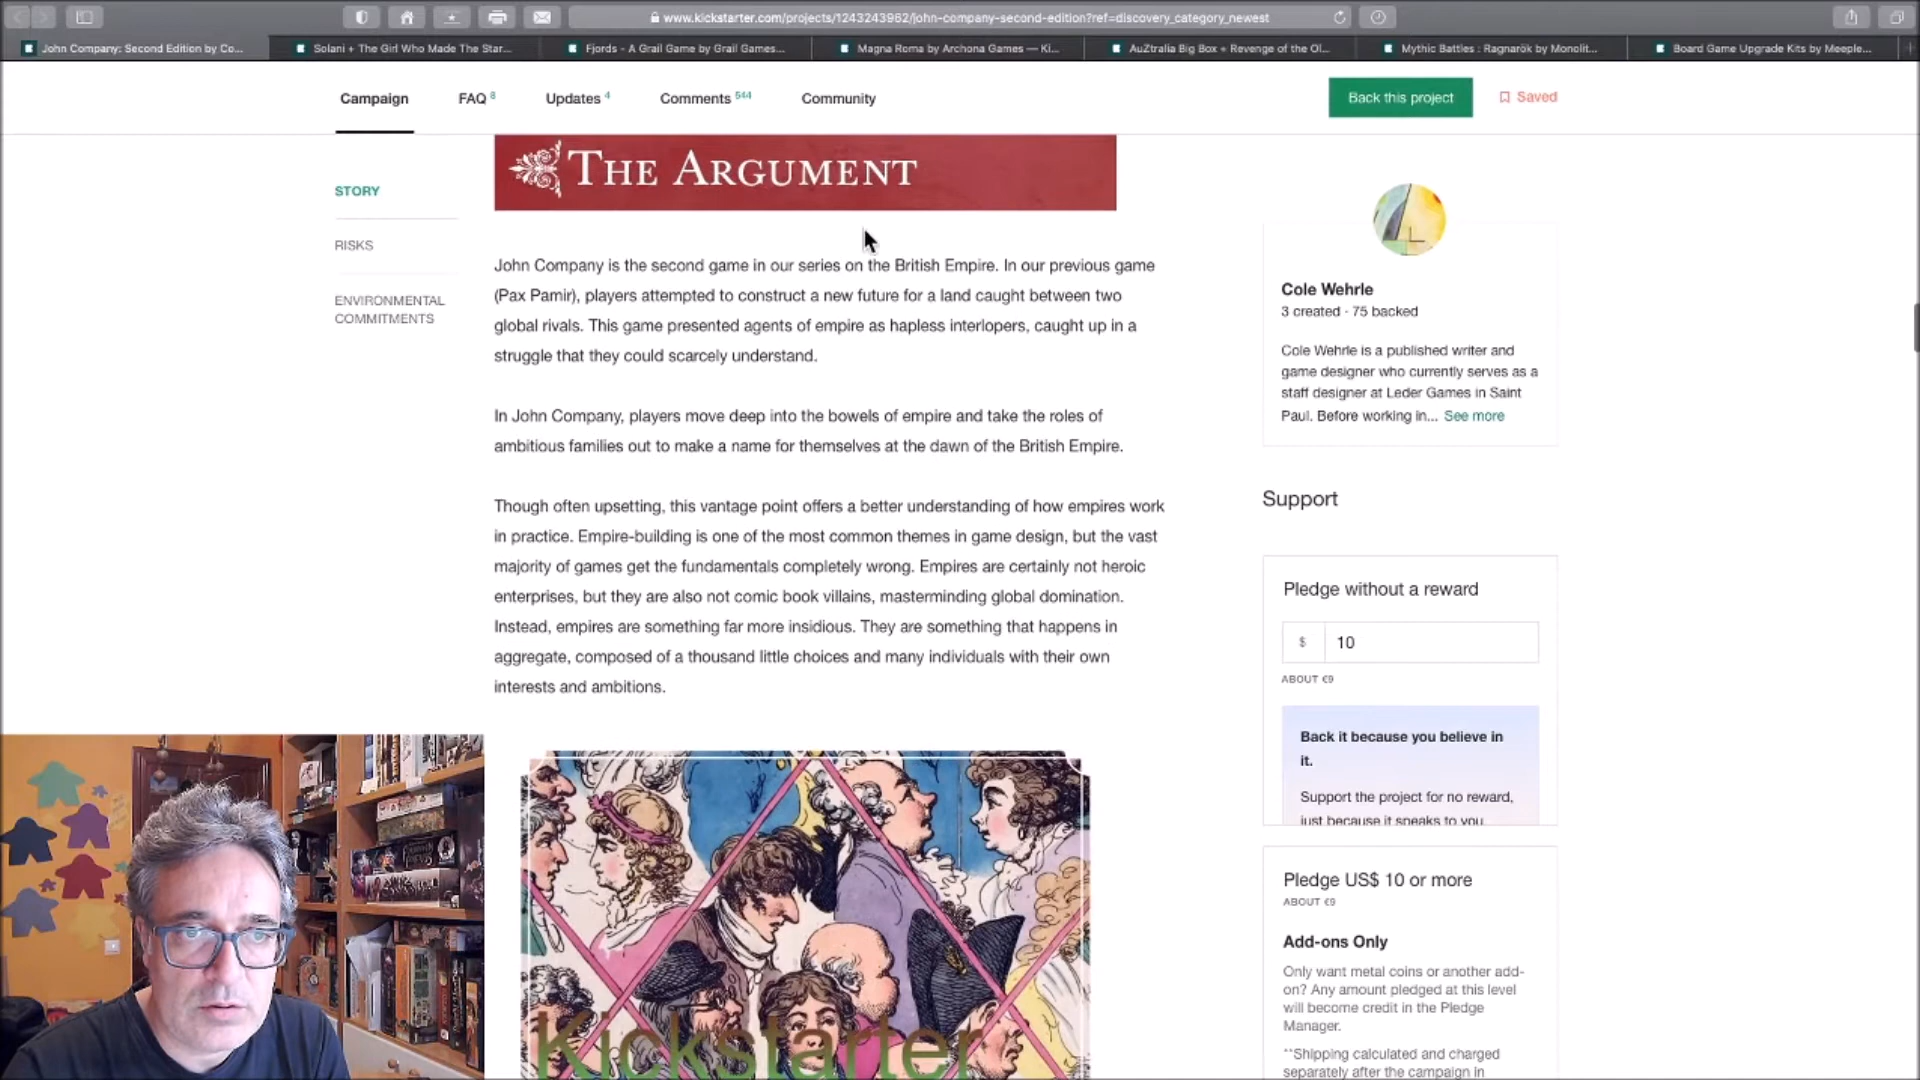 www.kickstarter.com/projects/1243243962/john-company-second-edition?ref=discovery_category_newest
John Company: Second Edition by Co...
Solani + The Girl Who Made The Star...
Fjords - A Grail Game by Grail Games...
Magna Roma by Archona Games — Ki...
AuZtralia Big Box + Revenge of the Ol...
Mythic Battles : Ragnarök by Monolit...
Board Game Upgrade Kits by Meeple...
Campaign
FAQ 8
Updates 4
Comments 544
Community
Back this project
Saved
STORY
RISKS
ENVIRONMENTAL
COMMITMENTS
THE ARGUMENT
John Company is the second game in our series on the British Empire. In our previous game
(Pax Pamir), players attempted to construct a new future for a land caught between two
global rivals. This game presented agents of empire as hapless interlopers, caught up in a
struggle that they could scarcely understand.
In John Company, players move deep into the bowels of empire and take the roles of
ambitious families out to make a name for themselves at the dawn of the British Empire.
Though often upsetting, this vantage point offers a better understanding of how empires work
in practice. Empire-building is one of the most common themes in game design, but the vast
majority of games get the fundamentals completely wrong. Empires are certainly not heroic
enterprises, but they are also not comic book villains, masterminding global domination.
Instead, empires are something far more insidious. They are something that happens in
aggregate, composed of a thousand little choices and many individuals with their own
interests and ambitions.
Kickstarter
Cole Wehrle
3 created · 75 backed
Cole Wehrle is a published writer and
game designer who currently serves as a
staff designer at Leder Games in Saint
Paul. Before working in... See more
Support
Pledge without a reward
$ 10
ABOUT €9
Back it because you believe in
it.
Support the project for no reward,
just because it speaks to you.
Pledge US$ 10 or more
ABOUT €9
Add-ons Only
Only want metal coins or another add-
on? Any amount pledged at this level
will become credit in the Pledge
Manager.
**Shipping calculated and charged
separately after the campaign in